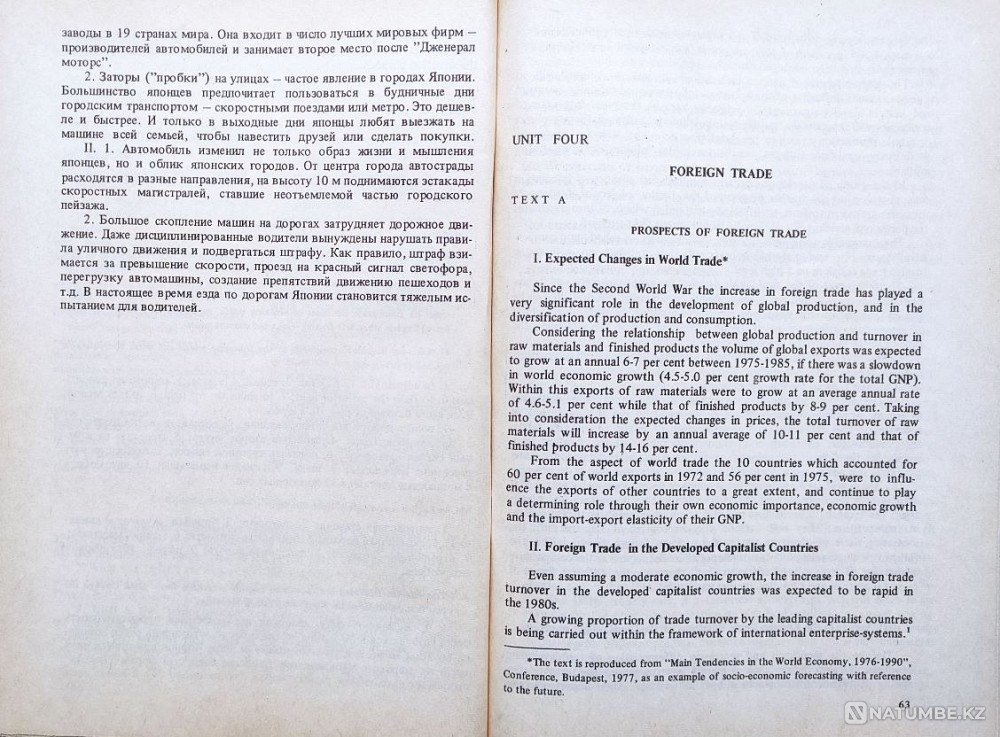 заводы в 19 странах мира. Она входит в число лучших мировых фирм —
производителей автомобилей и занимает второе место после "Дженерал
моторс".
2. Заторы ("пробки") на улицах — частое явление в городах Японии.
Большинство японцев предпочитает пользоваться в будничные дни
городским транспортом — скоростными поездами или метро. Это дешев-
ле и быстрее. И только в выходные дни японцы любят выезжать на
машине всей семьей, чтобы навестить друзей или сделать покупки.
II. 1. Автомобиль изменил не только образ жизни и мышления
японцев, но и облик японских городов. От центра города автострады
расходятся в разные направления, на высоту 10 м поднимаются эстакады
скоростных магистралей, ставшие неотъемлемой частью городского
пейзажа.
2. Большое скопление машин на дорогах затрудняет дорожное дви-
жение. Даже дисциплинированные водители вынуждены нарушать прави-
ла уличного движения и подвергаться штрафу. Как правило, штраф взи-
мается за превышение скорости, проезд на красный сигнал светофора,
перегрузку автомашины, создание препятствий движению пешеходов и
т.д. В настоящее время езда по дорогам Японии становится тяжелым ис-
пытанием для водителей.
UNIT FOUR
FOREIGN TRADE
TEXT A
PROSPECTS OF FOREIGN TRADE
I. Expected Changes in World Trade*
Since the Second World War the increase in foreign trade has played a
very significant role in the development of global production, and in the
diversification of production and consumption.
Considering the relationship between global production and turnover in
raw materials and finished products the volume of global exports was expected
to grow at an annual 6-7 per cent between 1975-1985, if there was a slowdown
in world economic growth (4.5-5.0 per cent growth rate for the total GNP).
Within this exports of raw materials were to grow at an average annual rate
of 4.6-5.1 per cent while that of finished products by 8-9 per cent. Taking
into consideration the expected changes in prices, the total turnover of raw
materials will increase by an annual average of 10-11 per cent and that of
finished products by 14-16 per cent.
From the aspect of world trade the 10 countries which accounted for
60 per cent of world exports in 1972 and 56 per cent in 1975, were to influ-
ence the exports of other countries to a great extent, and continue to play
a determining role through their own economic importance, economic growth
and the import-export elasticity of their GNP.
II. Foreign Trade in the Developed Capitalist Countries
Even assuming a moderate economic growth, the increase in foreign trade
turnover in the developed capitalist countries was expected to be rapid in
the 1980s.
A growing proportion of trade turnover by the leading capitalist countries
is being carried out within the framework of international enterprise-systems.¹
*The text is reproduced from "Main Tendencies in the World Economy, 1976-1990",
Conference, Budapest, 1977, as an example of socio-economic forecasting with reference
to the future.
63
NATUMBE.KZ